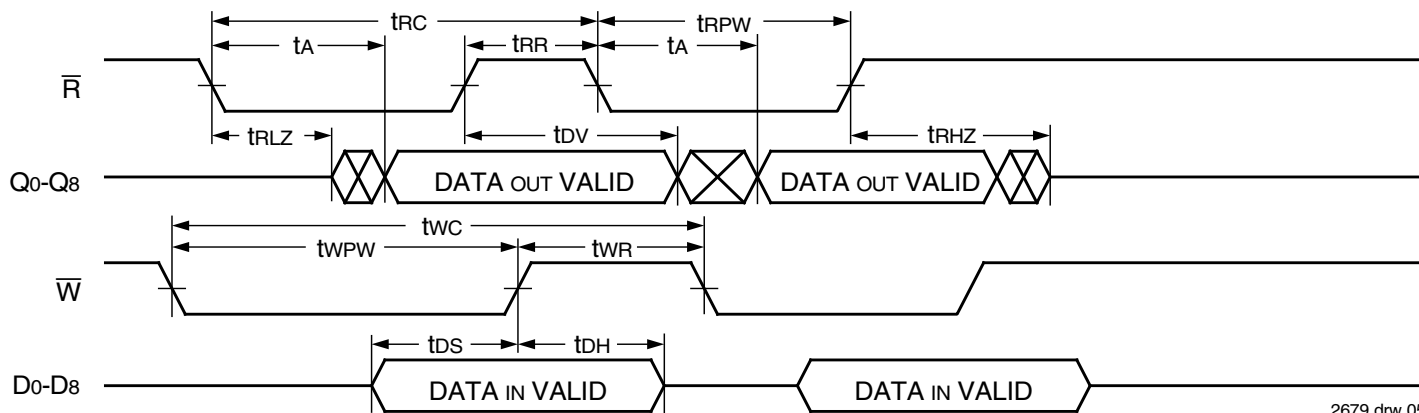 tRC tRPW
tA tRR tA
R̅
tRLZ tDV tRHZ
Q0-Q8 DATA OUT VALID DATA OUT VALID
tWC
tWPW tWR
W̅
tDS tDH
D0-D8 DATA IN VALID DATA IN VALID